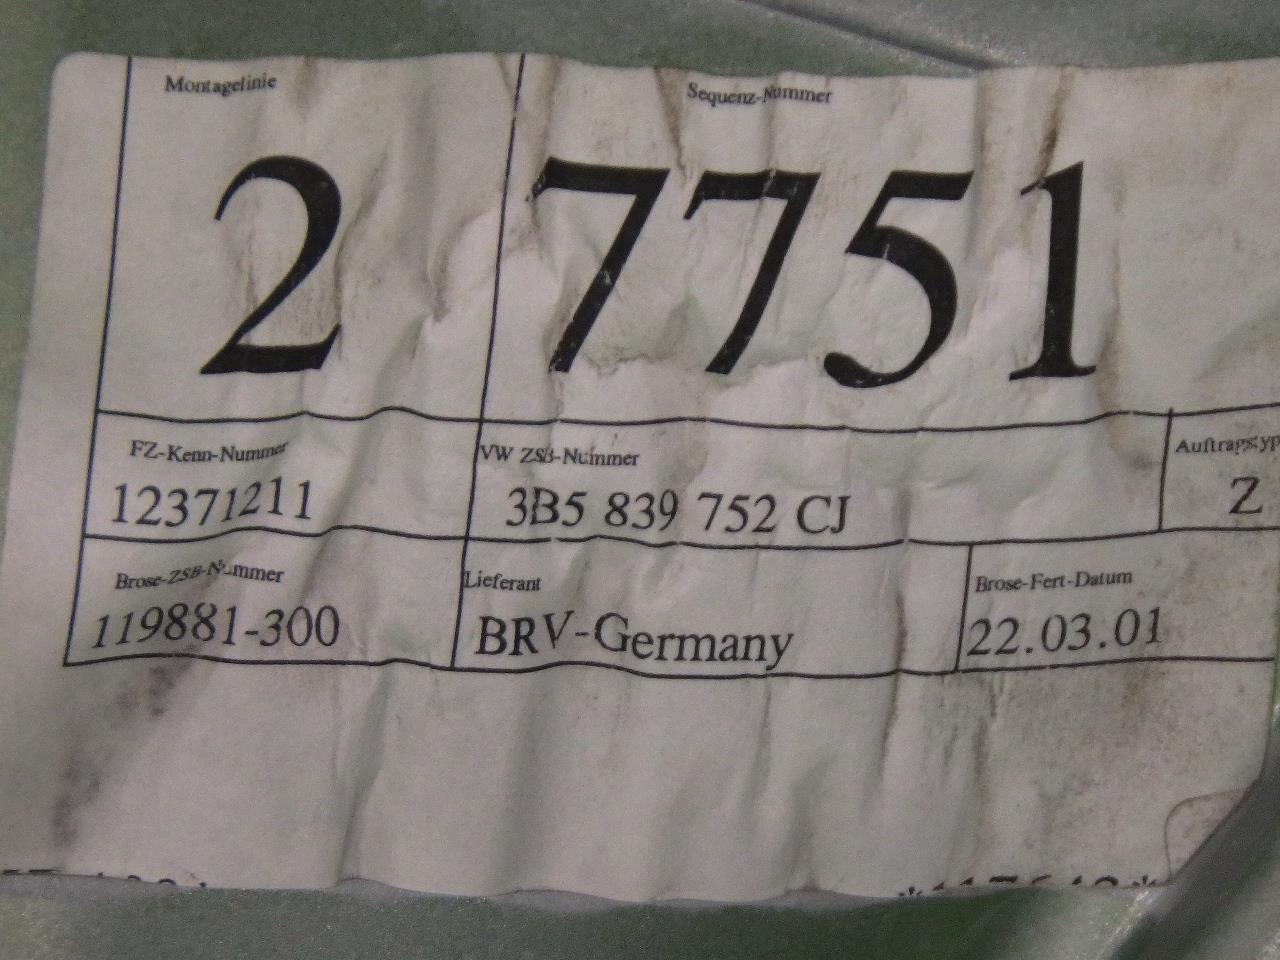 Montagelinie Sequenz-Nummer
2 7751
FZ-Kenn-Nummer VW ZSB-Nummer Auftragstyp
12371211 3B5 839 752 CJ Z
Brose-ZSB-Nummer Lieferant Brose-Fert-Datum
119881-300 BRV-Germany 22.03.01